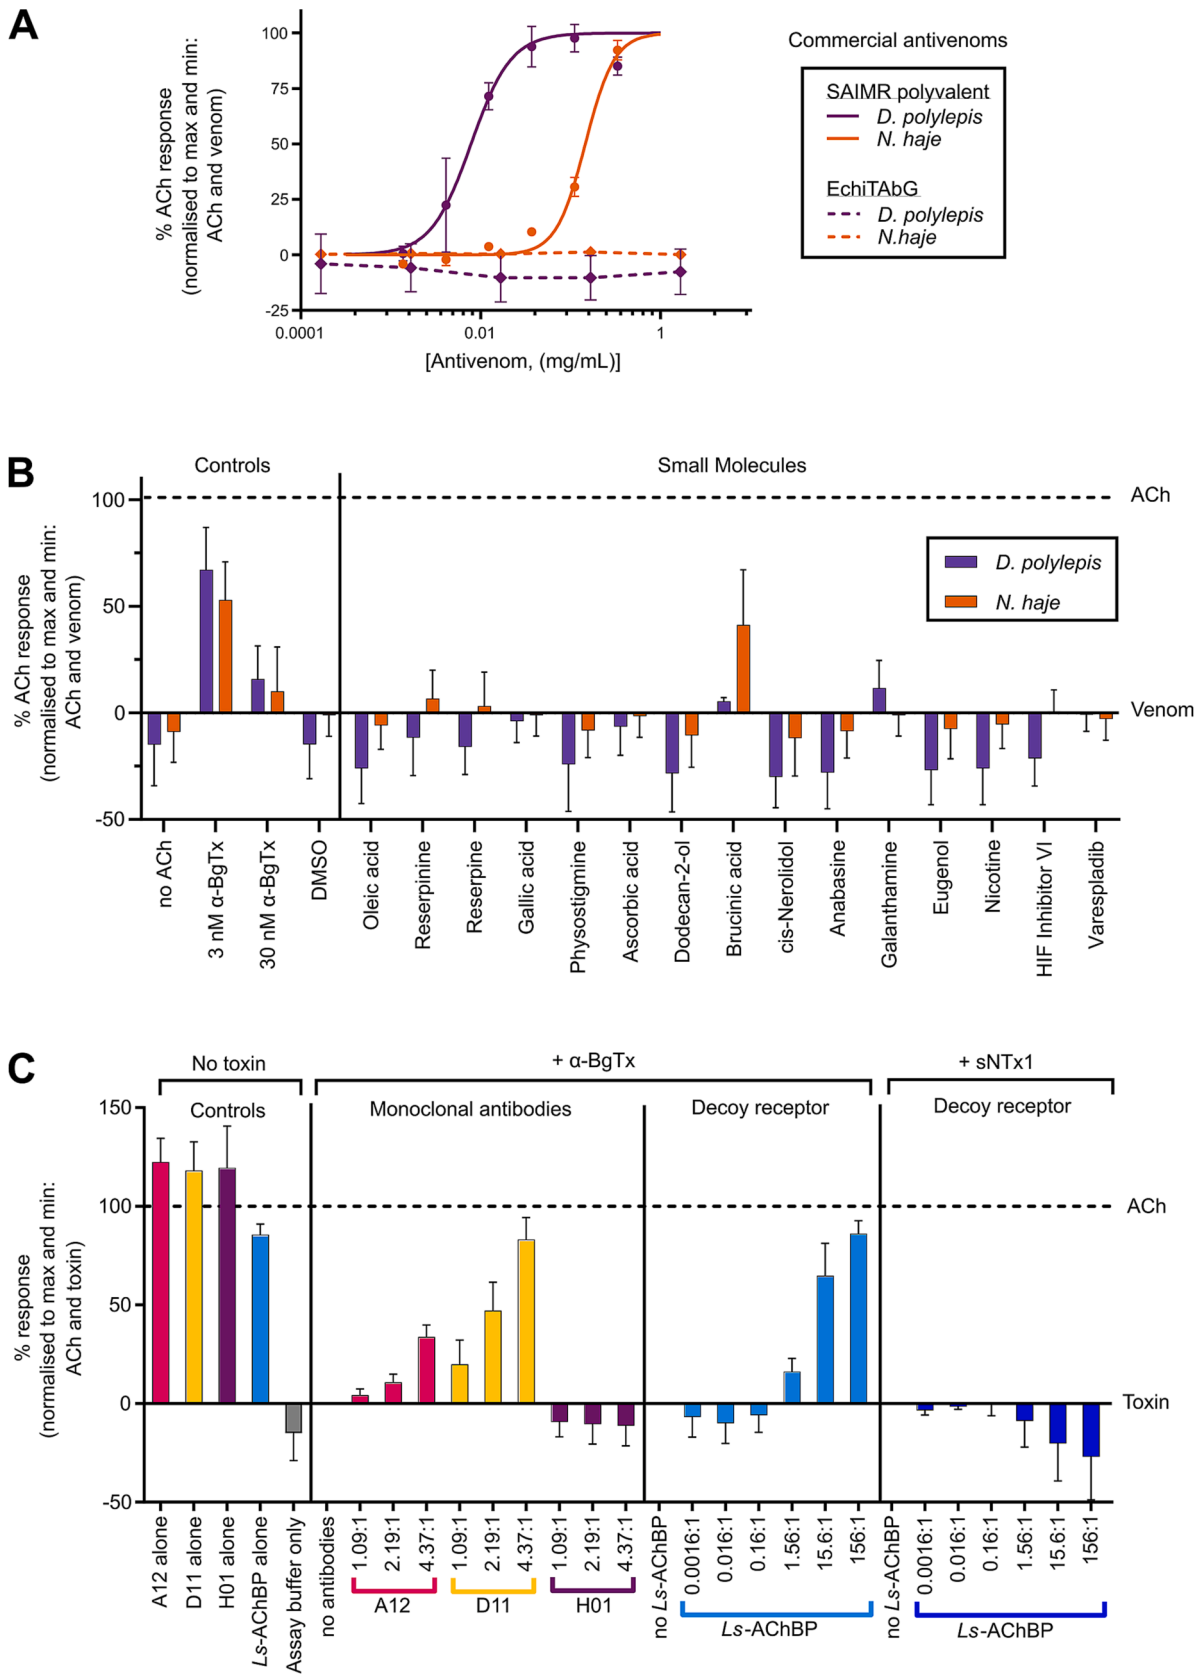 A
% ACh response
(normalised to max and min:
ACh and venom)
100
75
50
25
0
-25
0.0001
0.01
1
[Antivenom, (mg/mL)]
Commercial antivenoms
SAIMR polyvalent
D. polylepis
N. haje
EchiTAbG
D. polylepis
N.haje
B
Controls
Small Molecules
% ACh response
(normalised to max and min:
ACh and venom)
100
50
0
-50
ACh
Venom
D. polylepis
N. haje
no ACh
3 nM α-BgTx
30 nM α-BgTx
DMSO
Oleic acid
Reserpinine
Reserpine
Gallic acid
Physostigmine
Ascorbic acid
Dodecan-2-ol
Brucinic acid
cis-Nerolidol
Anabasine
Galanthamine
Eugenol
Nicotine
HIF Inhibitor VI
Varespladib
C
No toxin
+ α-BgTx
+ sNTx1
Controls
Monoclonal antibodies
Decoy receptor
Decoy receptor
% response
(normalised to max and min:
ACh and toxin)
150
100
50
0
-50
ACh
Toxin
A12 alone
D11 alone
H01 alone
Ls-AChBP alone
Assay buffer only
no antibodies
1.09:1
2.19:1
4.37:1
1.09:1
2.19:1
4.37:1
1.09:1
2.19:1
4.37:1
no Ls-AChBP
0.0016:1
0.016:1
0.16:1
1.56:1
15.6:1
156:1
no Ls-AChBP
0.0016:1
0.016:1
0.16:1
1.56:1
15.6:1
156:1
A12
D11
H01
Ls-AChBP
Ls-AChBP